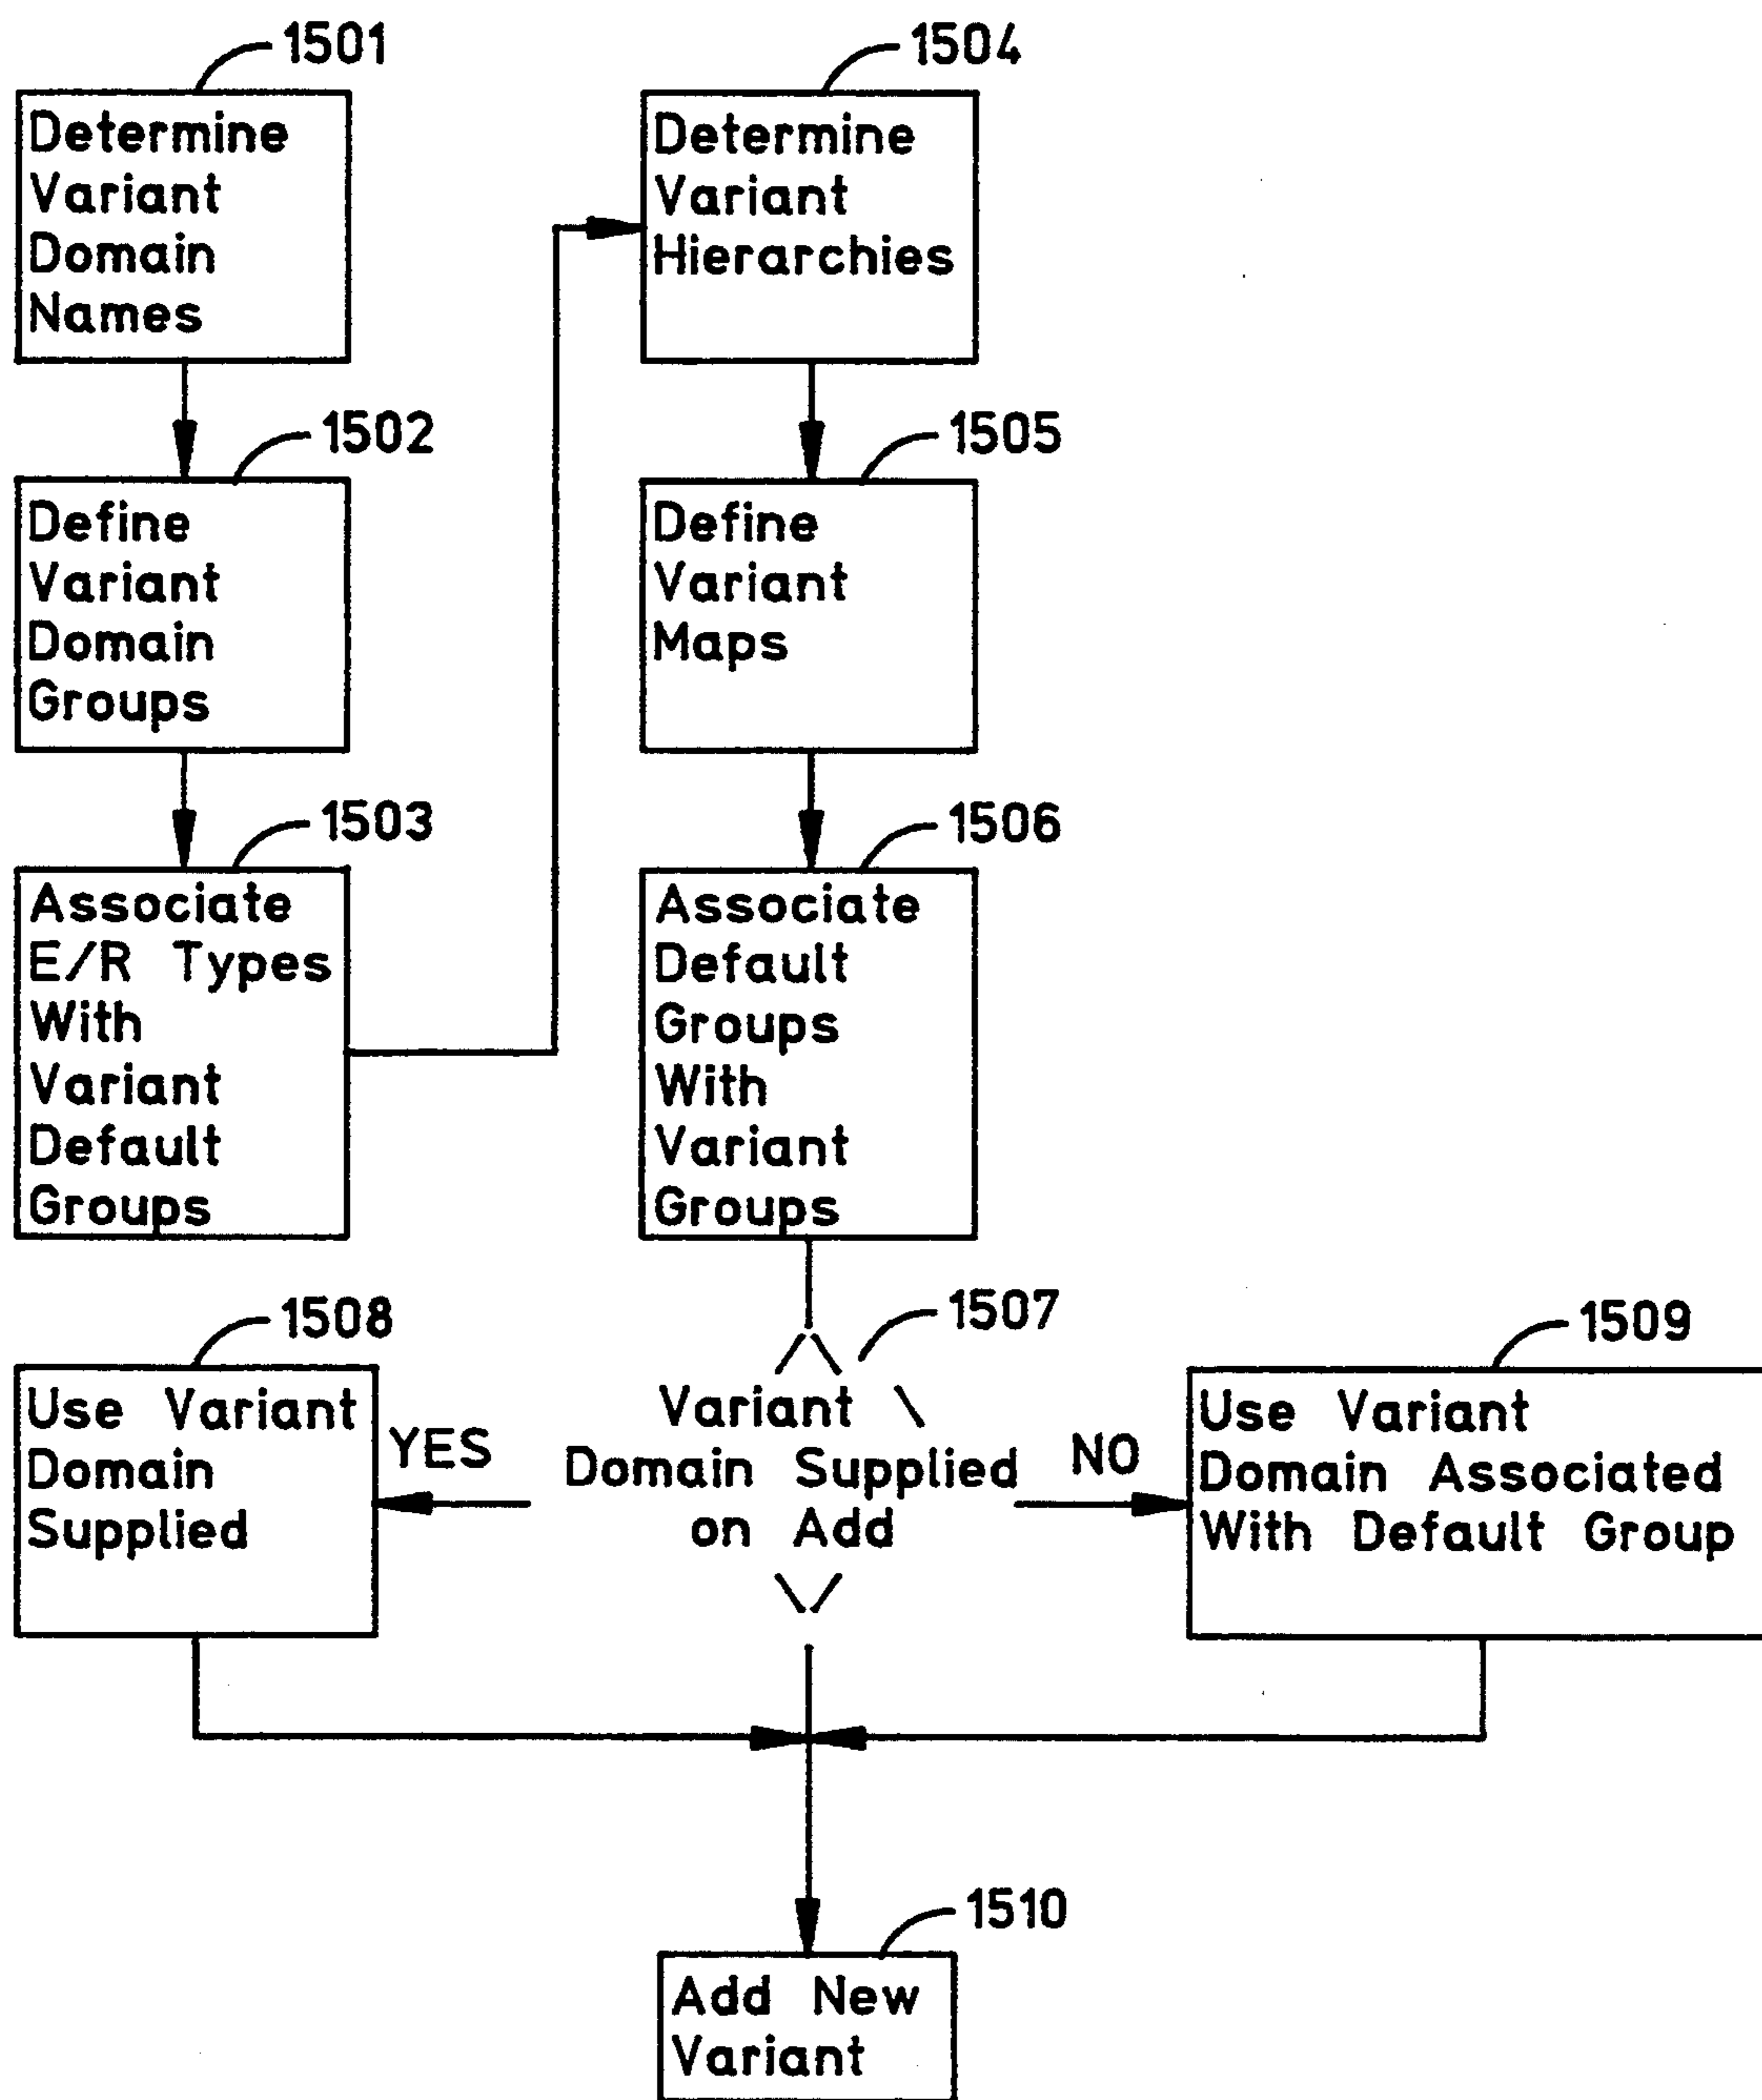 1501
Determine
Variant
Domain
Names
1502
Define
Variant
Domain
Groups
1503
Associate
E/R Types
With
Variant
Default
Groups
1504
Determine
Variant
Hierarchies
1505
Define
Variant
Maps
1506
Associate
Default
Groups
With
Variant
Groups
1507
Variant
Domain Supplied
on Add
YES
NO
1508
Use Variant
Domain
Supplied
1509
Use Variant
Domain Associated
With Default Group
1510
Add New
Variant